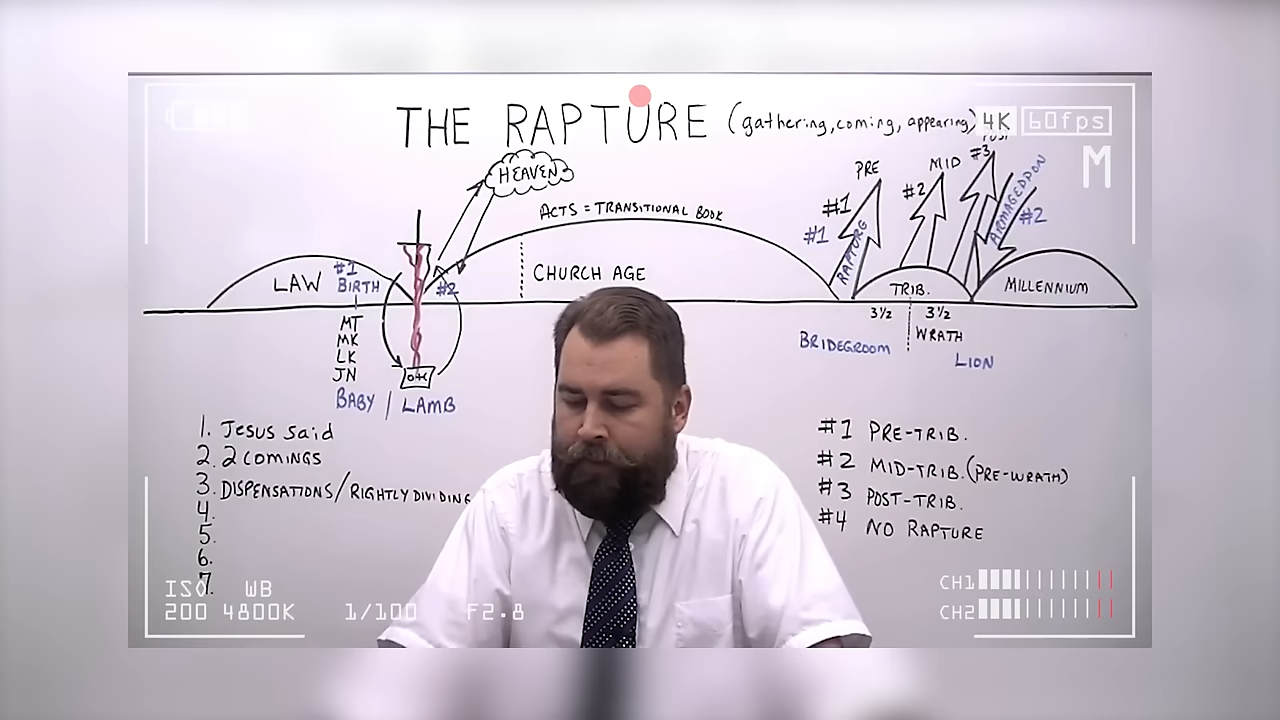 THE RAPTURE (gathering, coming, appearing)
4K 60fps
M
HEAVEN
PRE
MID
POST
#1
#2
#3
RAPTURE
ARMAGEDDON
#1
#2
ACTS = TRANSITIONAL BOOK
LAW
#1
BIRTH
#2
CHURCH AGE
TRIB.
MILLENNIUM
MT
MK
LK
JN
3½ 3½
WRATH
BRIDEGROOM
LION
BABY / LAMB
1. Jesus said
2. 2 COMINGS
3. DISPENSATIONS/RIGHTLY DIVIDING
4.
5.
6.
7.
#1 PRE-TRIB.
#2 MID-TRIB. (PRE-WRATH)
#3 POST-TRIB.
#4 NO RAPTURE
ISO WB
200 4800K 1/100 F2.8
CH1
CH2